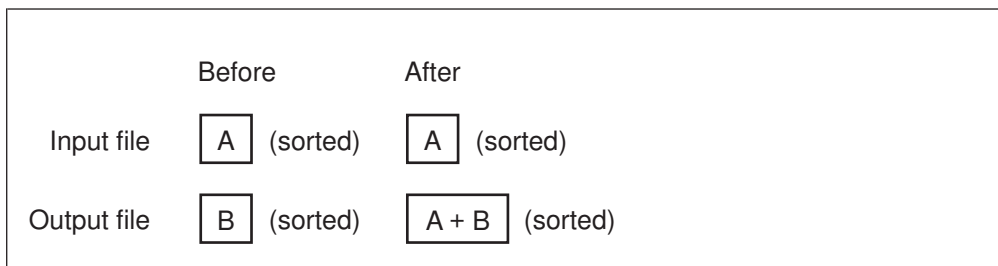 Before After
Input file A (sorted) A (sorted)
Output file B (sorted) A + B (sorted)